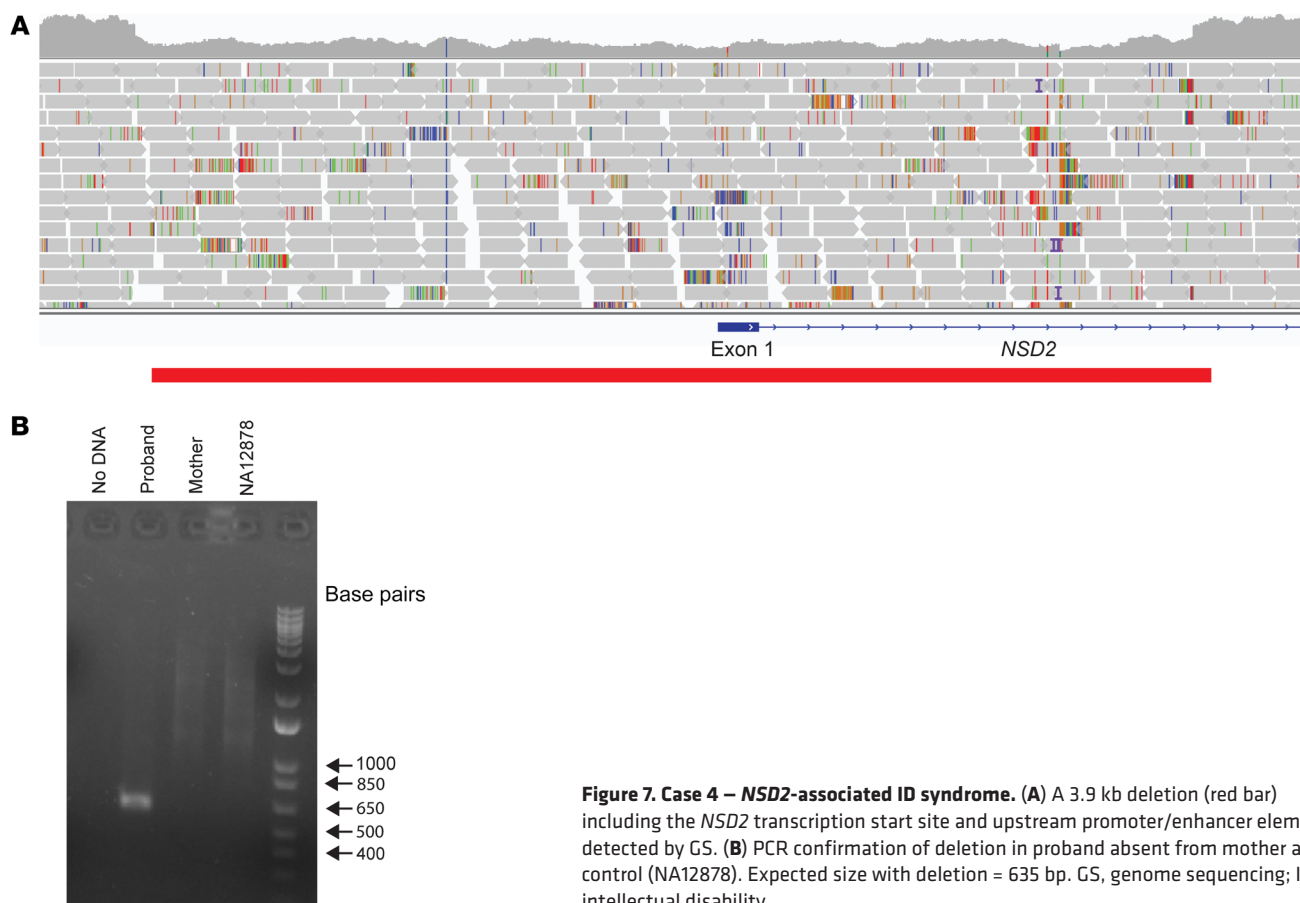 A
Exon 1
NSD2
B
No DNA
Proband
Mother
NA12878
Base pairs
1000
850
650
500
400
Figure 7. Case 4 – NSD2-associated ID syndrome. (A) A 3.9 kb deletion (red bar)
including the NSD2 transcription start site and upstream promoter/enhancer elem
detected by GS. (B) PCR confirmation of deletion in proband absent from mother a
control (NA12878). Expected size with deletion = 635 bp. GS, genome sequencing; I
intellectual disability